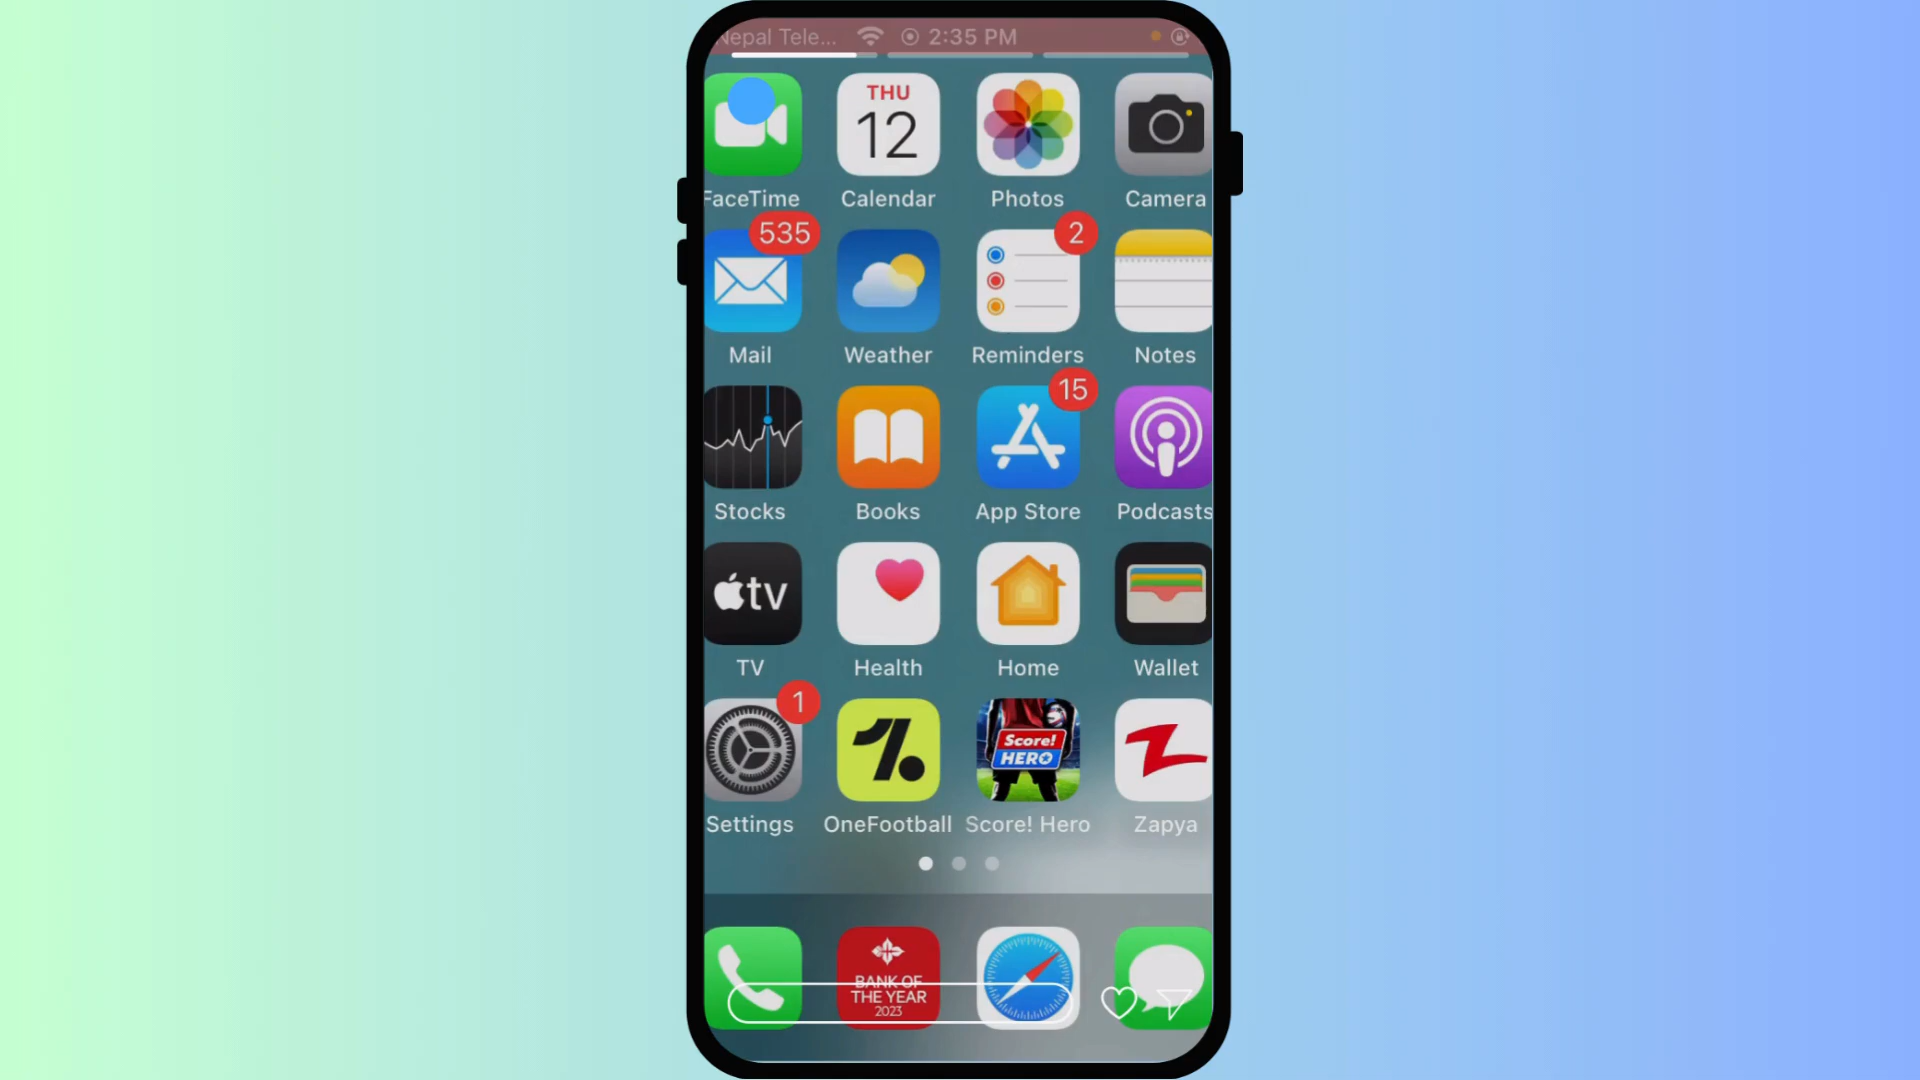 Nepal Tele... 2:35 PM
THU
12
FaceTime Calendar Photos Camera
535
2
Mail Weather Reminders Notes
15
Stocks Books App Store Podcasts
tv
TV Health Home Wallet
1
Score!
HERO
Settings OneFootball Score! Hero Zapya
BANK OF
THE YEAR
2023